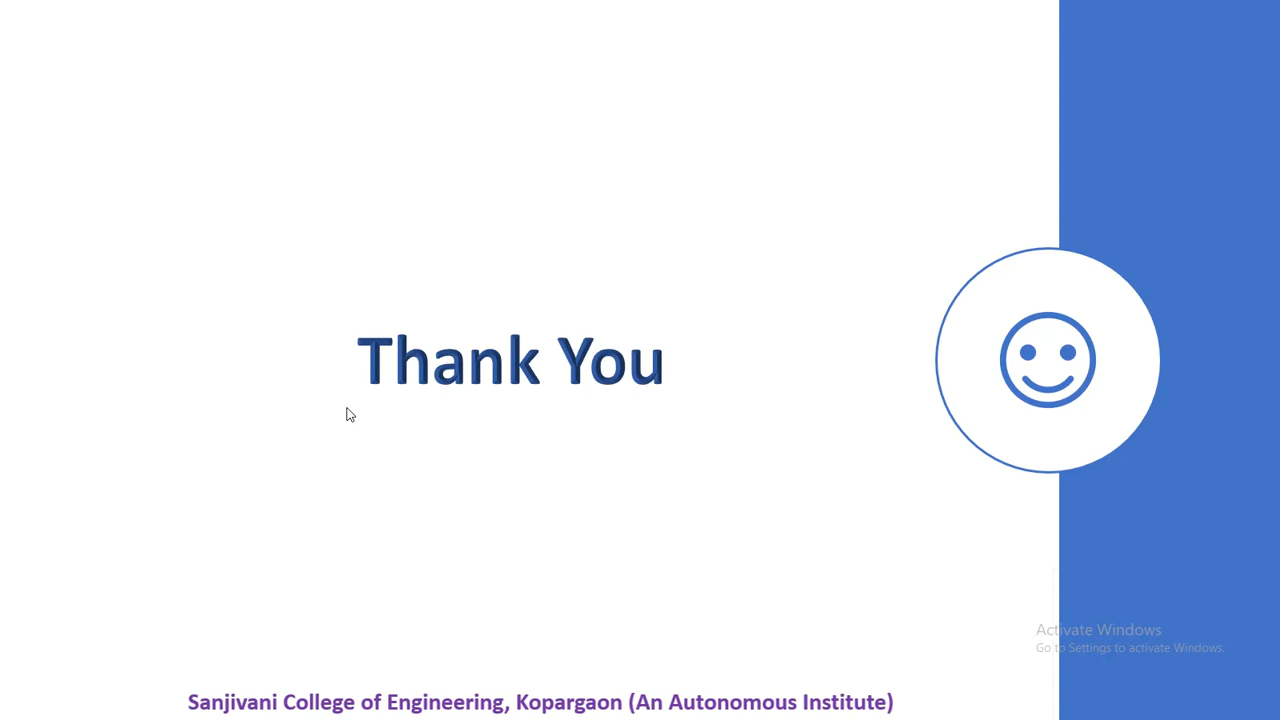 Thank You
Activate Windows
Go to Settings to activate Windows.
Sanjivani College of Engineering, Kopargaon (An Autonomous Institute)